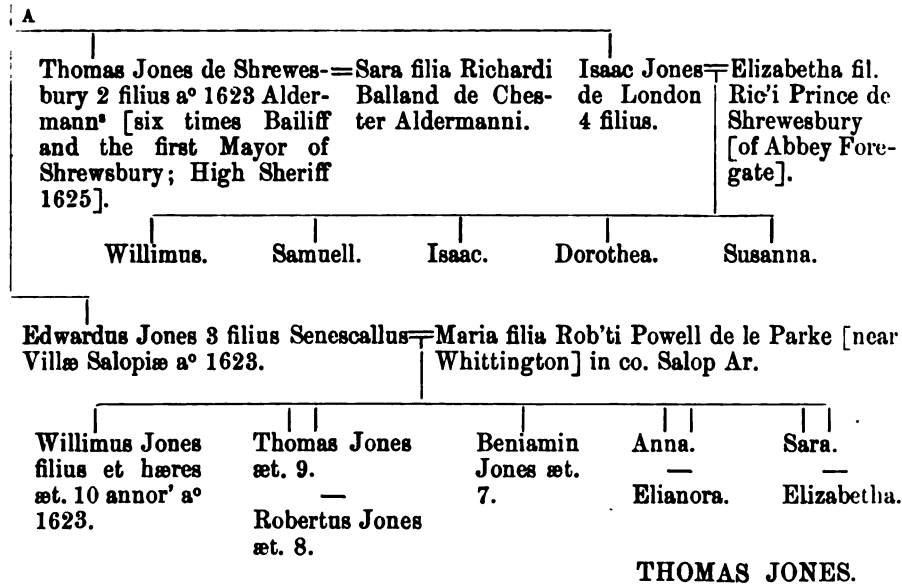 A
Thomas Jones de Shrewes-=Sara filia Richardi
bury 2 filius aº 1623 Alder-
mannˢ [six times Bailiff
and the first Mayor of
Shrewsbury; High Sheriff
1625].
Balland de Ches-
ter Aldermanni.
Isaac Jones=Elizabetha fil.
de London
4 filius.
Ric'i Prince de
Shrewesbury
[of Abbey Fore-
gate].
Willimus. Samuell. Isaac. Dorothea. Susanna.
Edwardus Jones 3 filius Senescallus=Maria filia Rob'ti Powell de le Parke [near
Villæ Salopiæ aº 1623.
Whittington] in co. Salop Ar.
Willimus Jones
filius et hæres
æt. 10 annor' aº
1623.
Thomas Jones
æt. 9.
—
Robertus Jones
æt. 8.
Beniamin
Jones æt.
7.
Anna.
—
Elianora.
Sara.
—
Elizabetha.
THOMAS JONES.